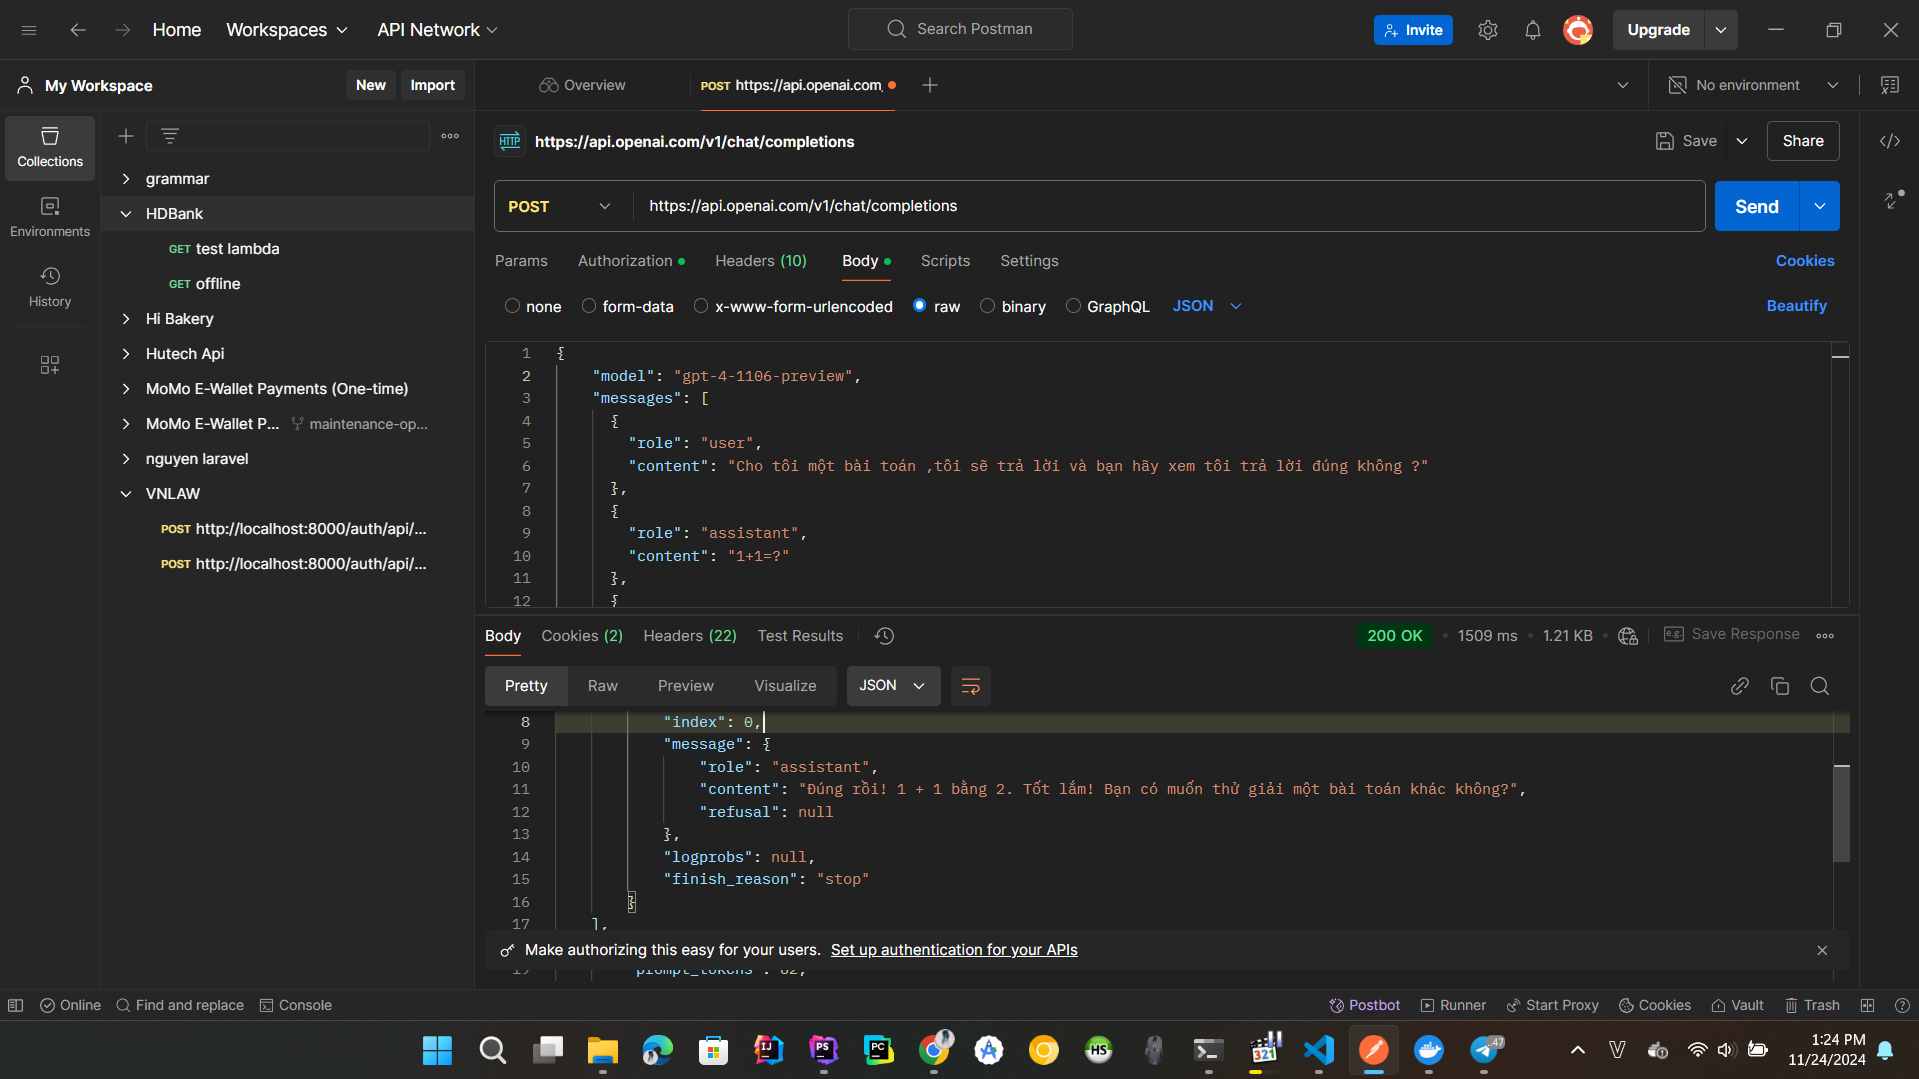 Home Workspaces API Network Search Postman Invite Upgrade
My Workspace New Import Overview POST https://api.openai.com, No environment
Collections
Environments
History
grammar
HDBank
GET test lambda
GET offline
Hi Bakery
Hutech Api
MoMo E-Wallet Payments (One-time)
MoMo E-Wallet P... maintenance-op...
nguyen laravel
VNLAW
POST http://localhost:8000/auth/api/...
POST http://localhost:8000/auth/api/...
HTTP https://api.openai.com/v1/chat/completions Save Share
POST https://api.openai.com/v1/chat/completions Send
Params Authorization Headers (10) Body Scripts Settings Cookies
none form-data x-www-form-urlencoded raw binary GraphQL JSON Beautify
1 {
2 "model": "gpt-4-1106-preview",
3 "messages": [
4 {
5 "role": "user",
6 "content": "Cho tôi một bài toán ,tôi sẽ trả lời và bạn hãy xem tôi trả lời đúng không ?"
7 },
8 {
9 "role": "assistant",
10 "content": "1+1=?"
11 },
12 {
Body Cookies (2) Headers (22) Test Results 200 OK 1509 ms 1.21 KB e.g. Save Response
Pretty Raw Preview Visualize JSON
8 "index": 0,
9 "message": {
10 "role": "assistant",
11 "content": "Đúng rồi! 1 + 1 bằng 2. Tốt lắm! Bạn có muốn thử giải một bài toán khác không?",
12 "refusal": null
13 },
14 "logprobs": null,
15 "finish_reason": "stop"
16 }
17 ],
Make authorizing this easy for your users. Set up authentication for your APIs
Online Find and replace Console Postbot Runner Start Proxy Cookies Vault Trash
IJ PS PC HS 321 47 V 1:24 PM
11/24/2024